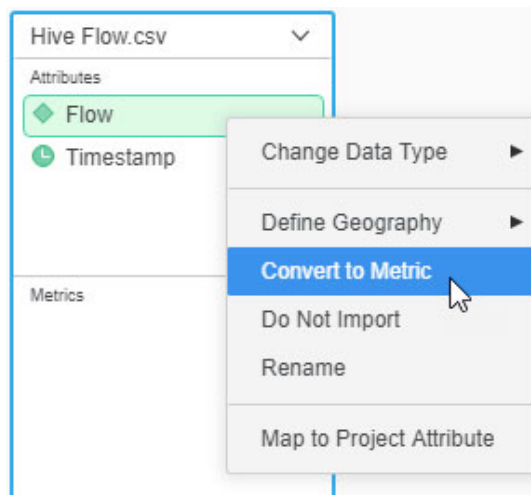 Hive Flow.csv
Attributes
Flow
Timestamp
Metrics
Change Data Type
Define Geography
Convert to Metric
Do Not Import
Rename
Map to Project Attribute